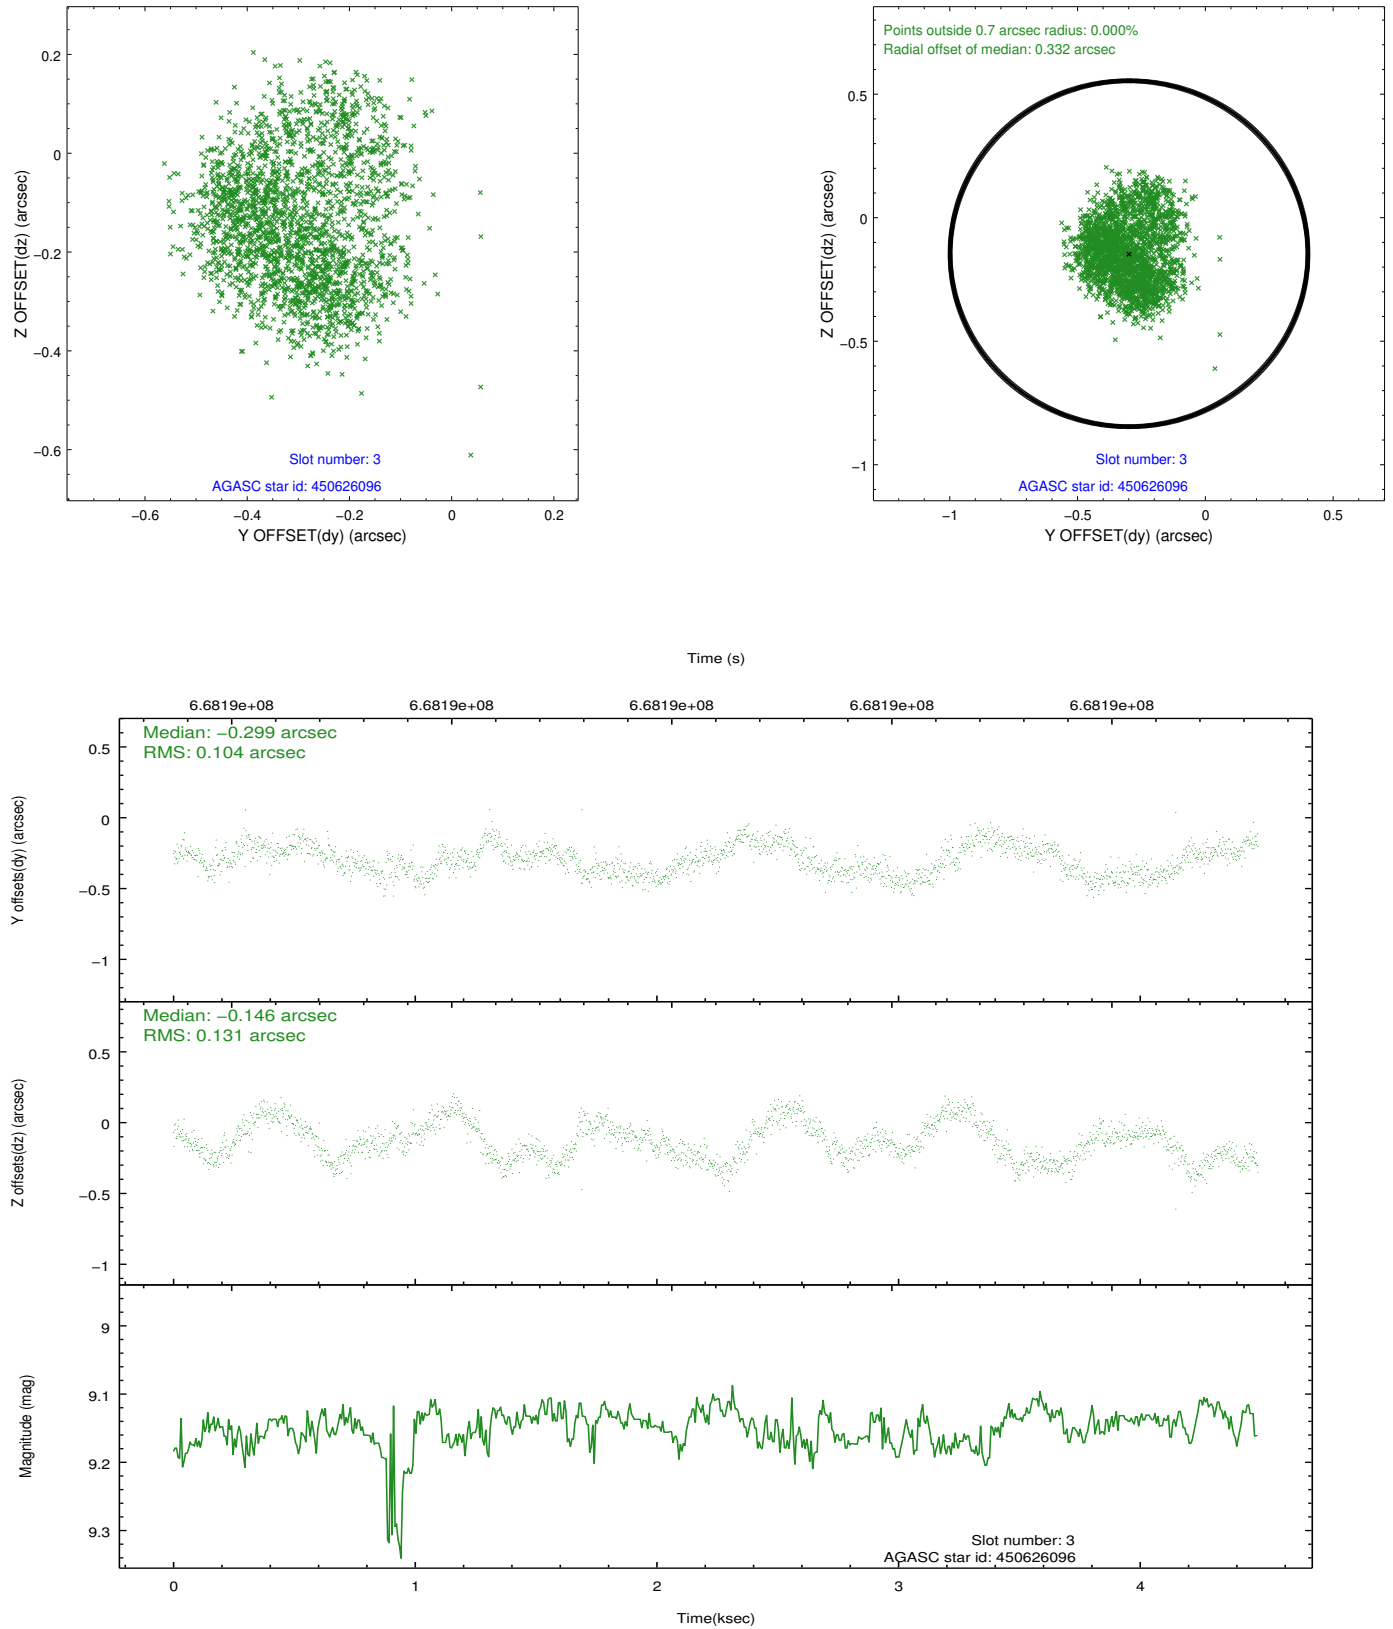 0.2
0
−0.2
−0.4
−0.6
Z OFFSET(dz) (arcsec)
Slot number: 3
AGASC star id: 450626096
−0.6 −0.4 −0.2 0 0.2
Y OFFSET(dy) (arcsec)
Points outside 0.7 arcsec radius: 0.000%
Radial offset of median: 0.332 arcsec
0.5
0
−0.5
−1
Z OFFSET(dz) (arcsec)
Slot number: 3
AGASC star id: 450626096
−1 −0.5 0 0.5
Y OFFSET(dy) (arcsec)
Time (s)
6.6819e+08 6.6819e+08 6.6819e+08 6.6819e+08 6.6819e+08
Median: −0.299 arcsec
RMS: 0.104 arcsec
0.5
0
−0.5
−1
Y offsets(dy) (arcsec)
Median: −0.146 arcsec
RMS: 0.131 arcsec
0.5
0
−0.5
−1
Z offsets(dz) (arcsec)
9
9.1
9.2
9.3
Magnitude (mag)
Slot number: 3
AGASC star id: 450626096
0 1 2 3 4
Time(ksec)